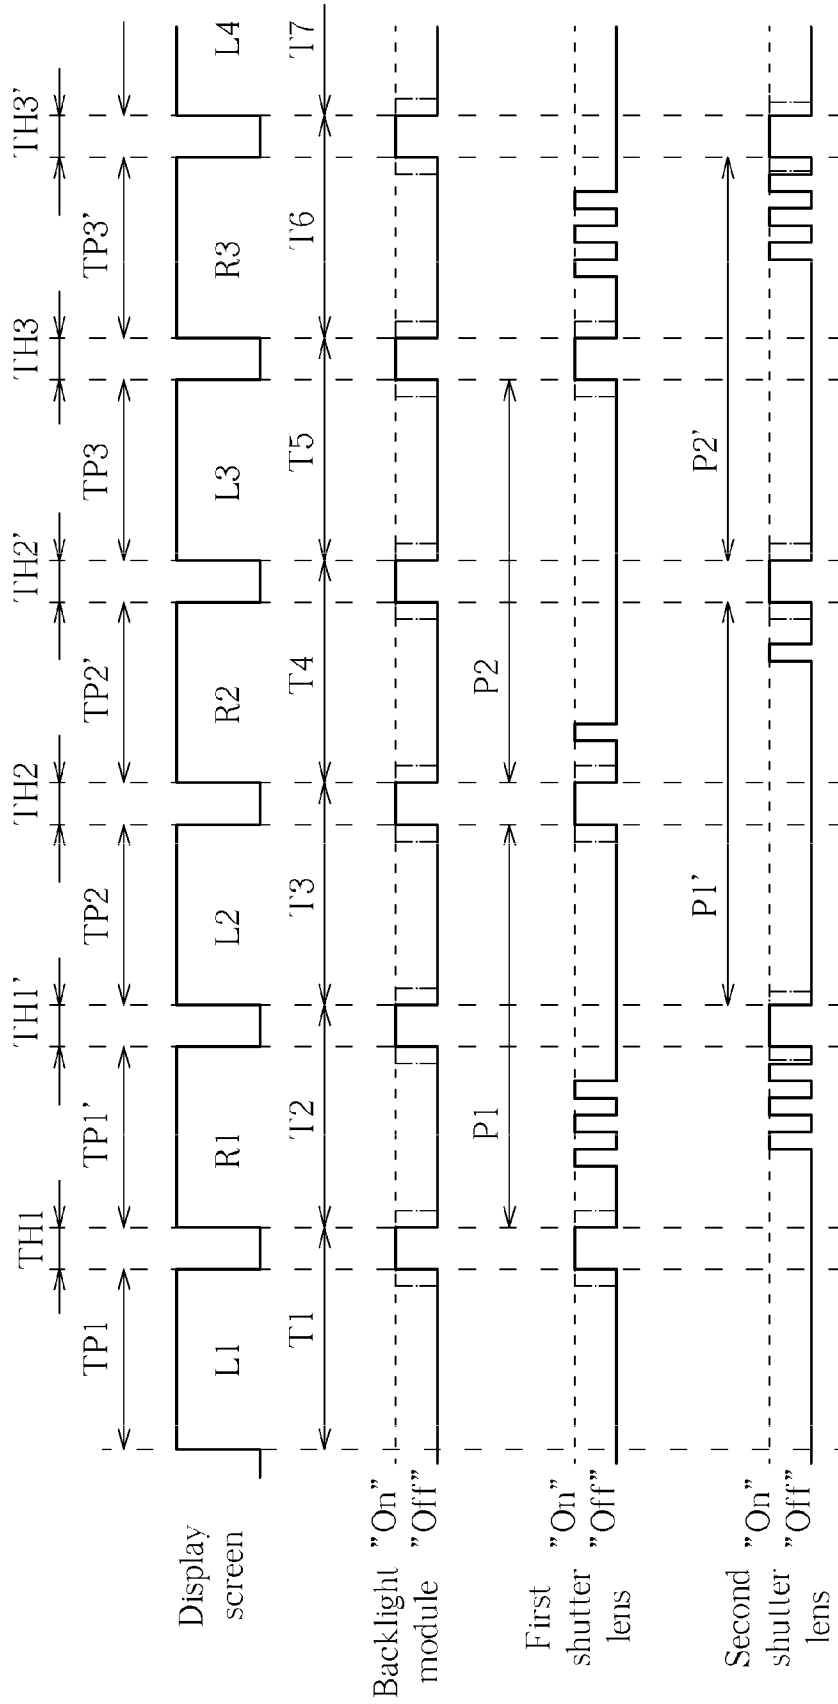 TH1 TH1' TH2 TH2' TH3 TH3'
TP1 TP1' TP2 TP2' TP3 TP3'
Display
screen
L1 R1 L2 R2 L3 R3 L4
T1 T2 T3 T4 T5 T6 T7
Backlight "On"
module "Off"
P1 P2
First "On"
shutter "Off"
lens
P1' P2'
Second "On"
shutter "Off"
lens